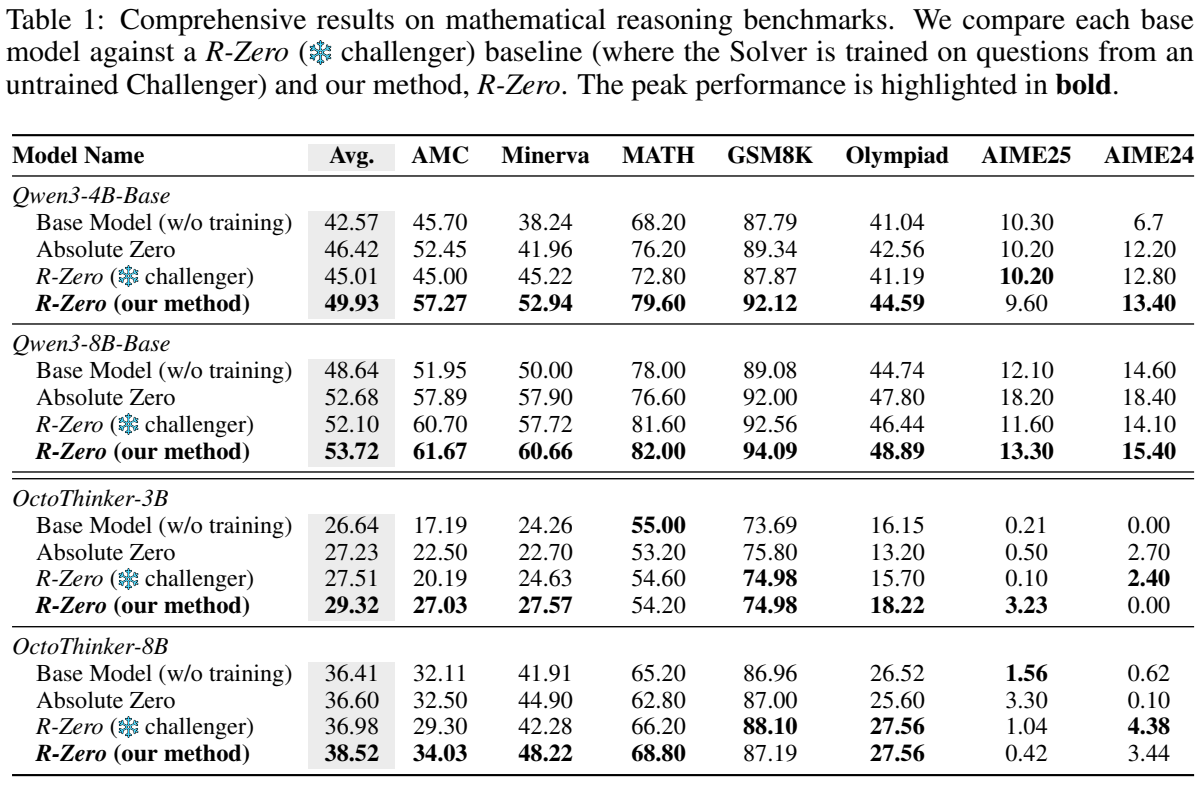 Table 1: Comprehensive results on mathematical reasoning benchmarks. We compare each base
model against a R-Zero (❄ challenger) baseline (where the Solver is trained on questions from an
untrained Challenger) and our method, R-Zero. The peak performance is highlighted in bold.
Model Name Avg. AMC Minerva MATH GSM8K Olympiad AIME25 AIME24
Qwen3-4B-Base
Base Model (w/o training) 42.57 45.70 38.24 68.20 87.79 41.04 10.30 6.7
Absolute Zero 46.42 52.45 41.96 76.20 89.34 42.56 10.20 12.20
R-Zero (❄ challenger) 45.01 45.00 45.22 72.80 87.87 41.19 10.20 12.80
R-Zero (our method) 49.93 57.27 52.94 79.60 92.12 44.59 9.60 13.40
Qwen3-8B-Base
Base Model (w/o training) 48.64 51.95 50.00 78.00 89.08 44.74 12.10 14.60
Absolute Zero 52.68 57.89 57.90 76.60 92.00 47.80 18.20 18.40
R-Zero (❄ challenger) 52.10 60.70 57.72 81.60 92.56 46.44 11.60 14.10
R-Zero (our method) 53.72 61.67 60.66 82.00 94.09 48.89 13.30 15.40
OctoThinker-3B
Base Model (w/o training) 26.64 17.19 24.26 55.00 73.69 16.15 0.21 0.00
Absolute Zero 27.23 22.50 22.70 53.20 75.80 13.20 0.50 2.70
R-Zero (❄ challenger) 27.51 20.19 24.63 54.60 74.98 15.70 0.10 2.40
R-Zero (our method) 29.32 27.03 27.57 54.20 74.98 18.22 3.23 0.00
OctoThinker-8B
Base Model (w/o training) 36.41 32.11 41.91 65.20 86.96 26.52 1.56 0.62
Absolute Zero 36.60 32.50 44.90 62.80 87.00 25.60 3.30 0.10
R-Zero (❄ challenger) 36.98 29.30 42.28 66.20 88.10 27.56 1.04 4.38
R-Zero (our method) 38.52 34.03 48.22 68.80 87.19 27.56 0.42 3.44